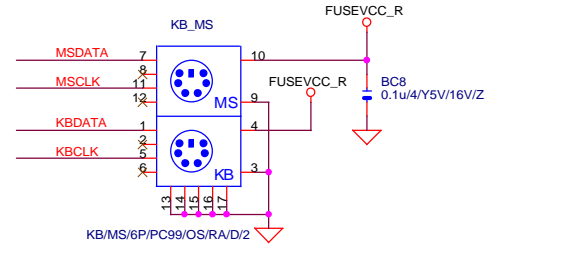 FUSEVCC_R
KB_MS
MSDATA 7 10
8
MSCLK 11
12 MS 9
FUSEVCC_R
BC8
0.1u/4/Y5V/16V/Z
KBDATA 1 4
2
KBCLK 5
6 KB 3
13 14 15 16 17
KB/MS/6P/PC99/OS/RA/D/2